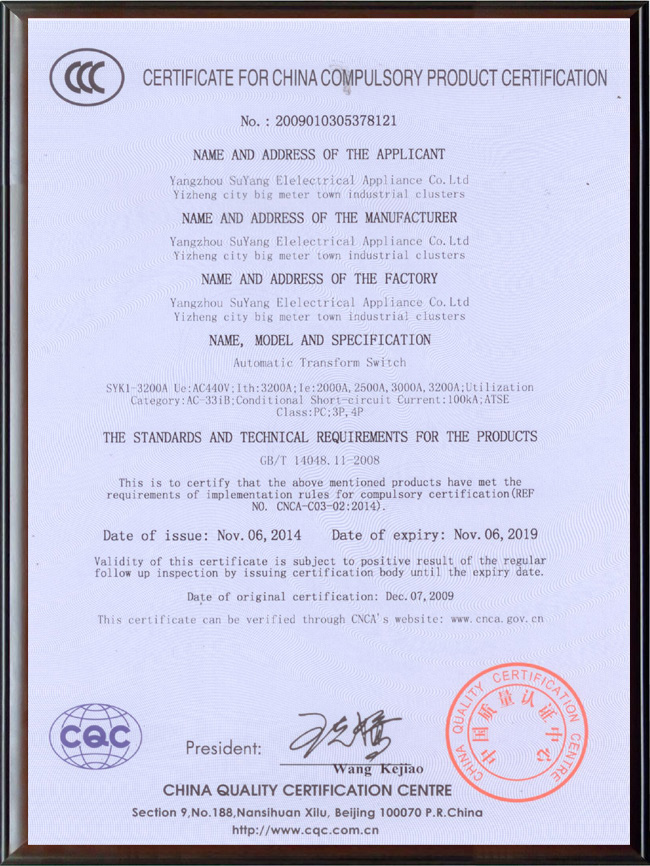 CERTIFICATE FOR CHINA COMPULSORY PRODUCT CERTIFICATION
No.: 2009010305378121
NAME AND ADDRESS OF THE APPLICANT
Yangzhou SuYang Elelectrical Appliance Co.Ltd
Yizheng city big meter town industrial clusters
NAME AND ADDRESS OF THE MANUFACTURER
Yangzhou SuYang Elelectrical Appliance Co.Ltd
Yizheng city big meter town industrial clusters
NAME AND ADDRESS OF THE FACTORY
Yangzhou SuYang Elelectrical Appliance Co.Ltd
Yizheng city big meter town industrial clusters
NAME, MODEL AND SPECIFICATION
Automatic Transform Switch
SYK1-3200A Ue:AC440V;Ith:3200A;Ie:2000A, 2500A, 3000A, 3200A;Utilization
Category:AC-33iB;Conditional Short-circuit Current:100kA;ATSE
Class:PC;3P, 4P
THE STANDARDS AND TECHNICAL REQUIREMENTS FOR THE PRODUCTS
GB/T 14048.11-2008
This is to certify that the above mentioned products have met the
requirements of implementation rules for compulsory certification(REF
NO. CNCA-C03-02:2014).
Date of issue: Nov. 06, 2014 Date of expiry: Nov. 06, 2019
Validity of this certificate is subject to positive result of the regular
follow up inspection by issuing certification body until the expiry date.
Date of original certification: Dec. 07, 2009
This certificate can be verified through CNCA's website: www.cnca.gov.cn
CQC
President:
Wang Kejiao
CHINA QUALITY CERTIFICATION CENTRE
中国质量认证中心
CHINA QUALITY CERTIFICATION CENTRE
Section 9,No.188,Nansihuan Xilu, Beijing 100070 P.R.China
http://www.cqc.com.cn